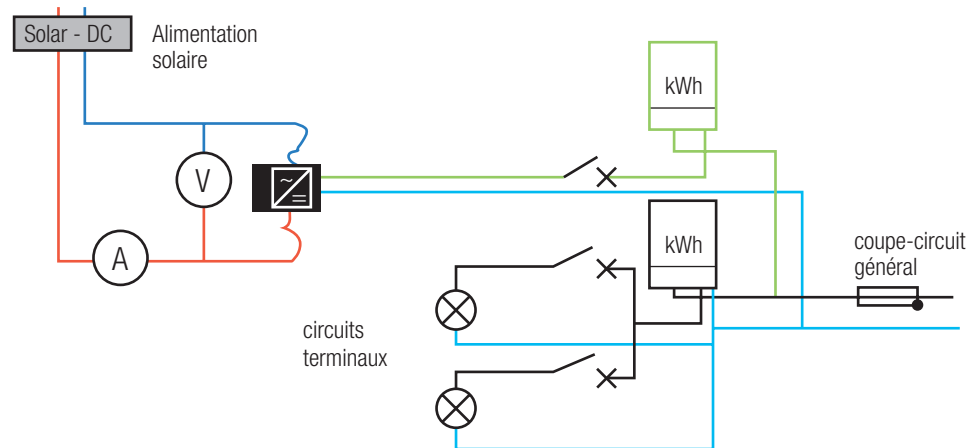 Solar - DC
Alimentation
solaire
kWh
V
~
=
A
kWh
coupe-circuit
général
circuits
terminaux